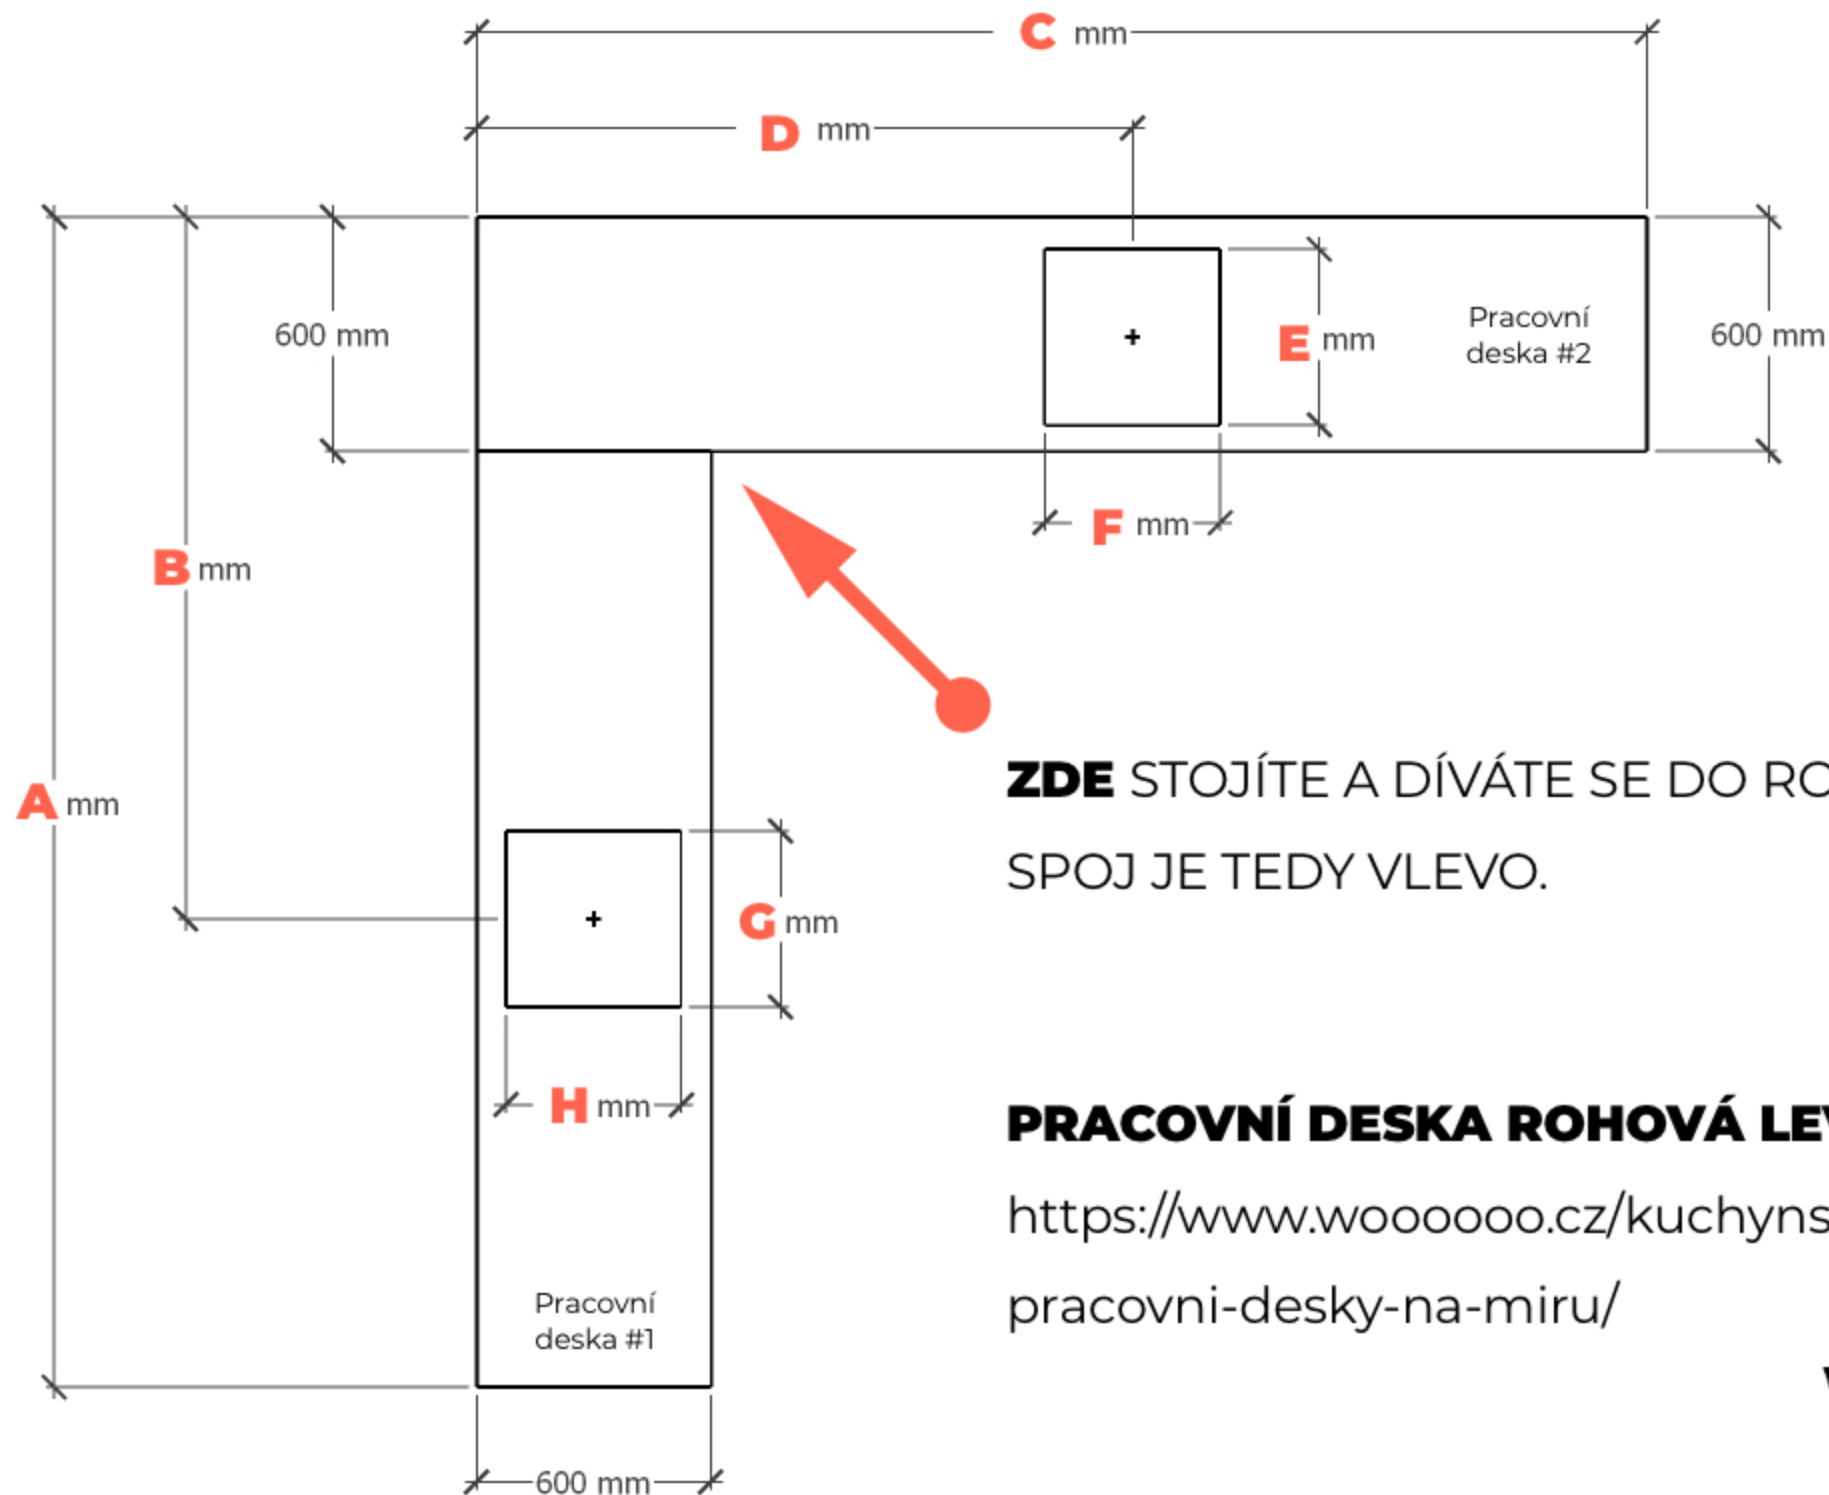 C mm
D mm
600 mm
E mm
Pracovní
deska #2
600 mm
F mm
B mm
ZDE STOJÍTE A DÍVÁTE SE DO
A mm
SPOJ JE TEDY VLEVO.
G mm
H mm
PRACOVNÍ DESKA ROHOVÁ
https://www.woooooo.cz/kuchyns
pracovni-desky-na-miru/
Pracovní
deska #1
600 mm